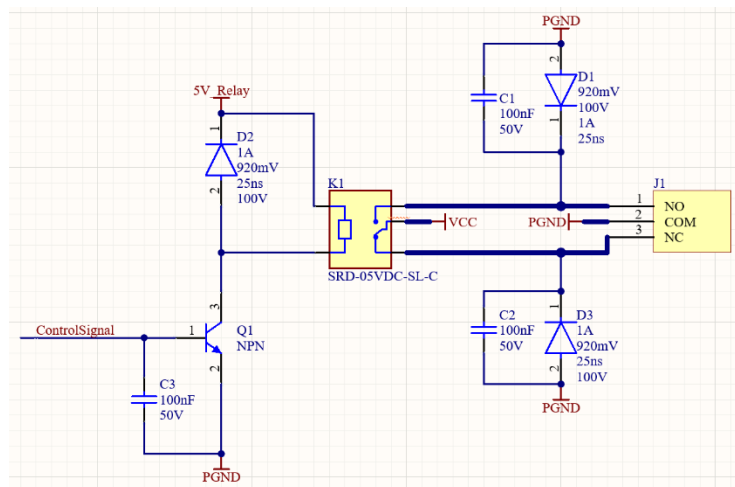 PGND
2
D1
920mV
100V
1A
25ns
1
C1
100nF
50V
5V_Relay
1
D2
1A
920mV
25ns
100V
2
K1
SRD-05VDC-SL-C
VCC
PGND
J1
1 NO
2 COM
3 NC
ControlSignal
1
3
Q1
NPN
2
C3
100nF
50V
PGND
C2
100nF
50V
1
D3
1A
920mV
25ns
100V
2
PGND